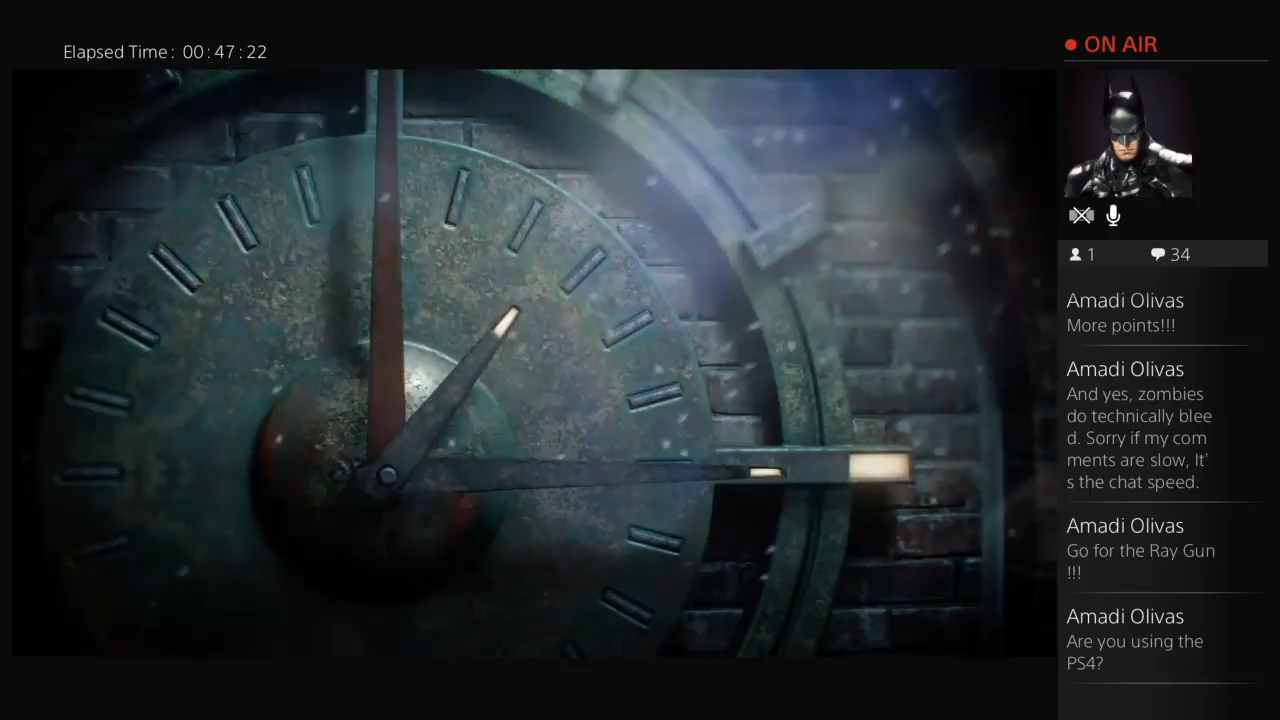 Elapsed Time: 00:47:22
ON AIR
1
34
Amadi Olivas
More points!!!
Amadi Olivas
And yes, zombies
do technically blee
d. Sorry if my com
ments are slow, It'
s the chat speed.
Amadi Olivas
Go for the Ray Gun
!!!
Amadi Olivas
Are you using the
PS4?